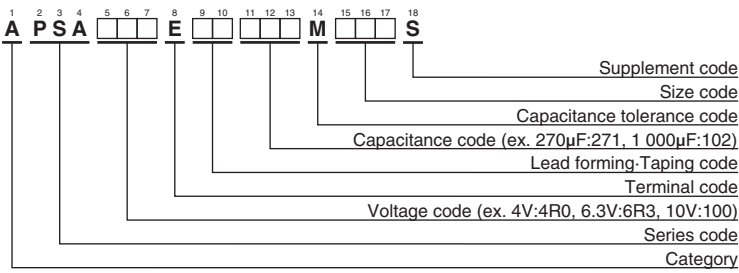 1 2 3 4 5 6 7 8 9 10 11 12 13 14 15 16 17 18
A P S A E M S
Supplement code
Size code
Capacitance tolerance code
Capacitance code (ex. 270µF:271, 1 000µF:102)
Lead forming·Taping code
Terminal code
Voltage code (ex. 4V:4R0, 6.3V:6R3, 10V:100)
Series code
Category